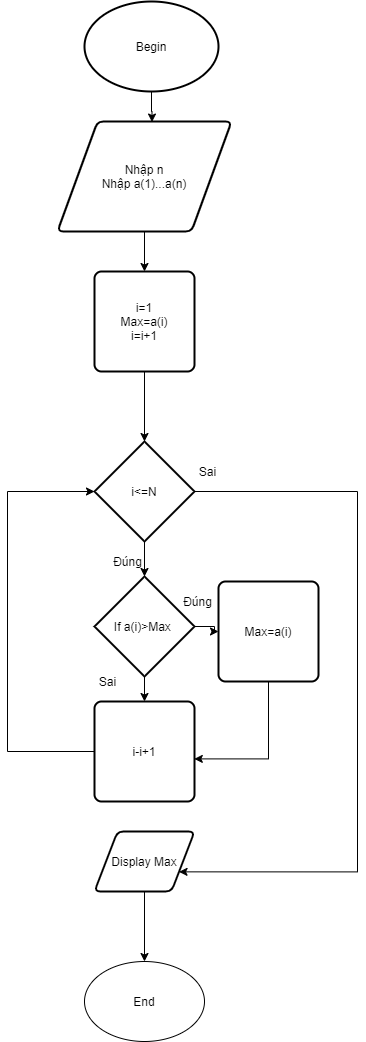 Begin
Nhập n
Nhập a(1)...a(n)
i=1
Max=a(i)
i=i+1
i<=N
Sai
Đúng
If a(i)>Max
Đúng
Max=a(i)
Sai
i-i+1
Display Max
End